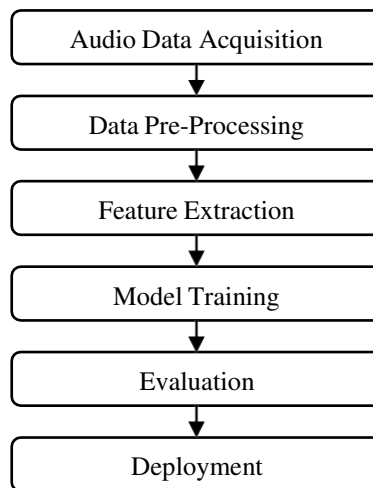 Audio Data Acquisition
Data Pre-Processing
Feature Extraction
Model Training
Evaluation
Deployment